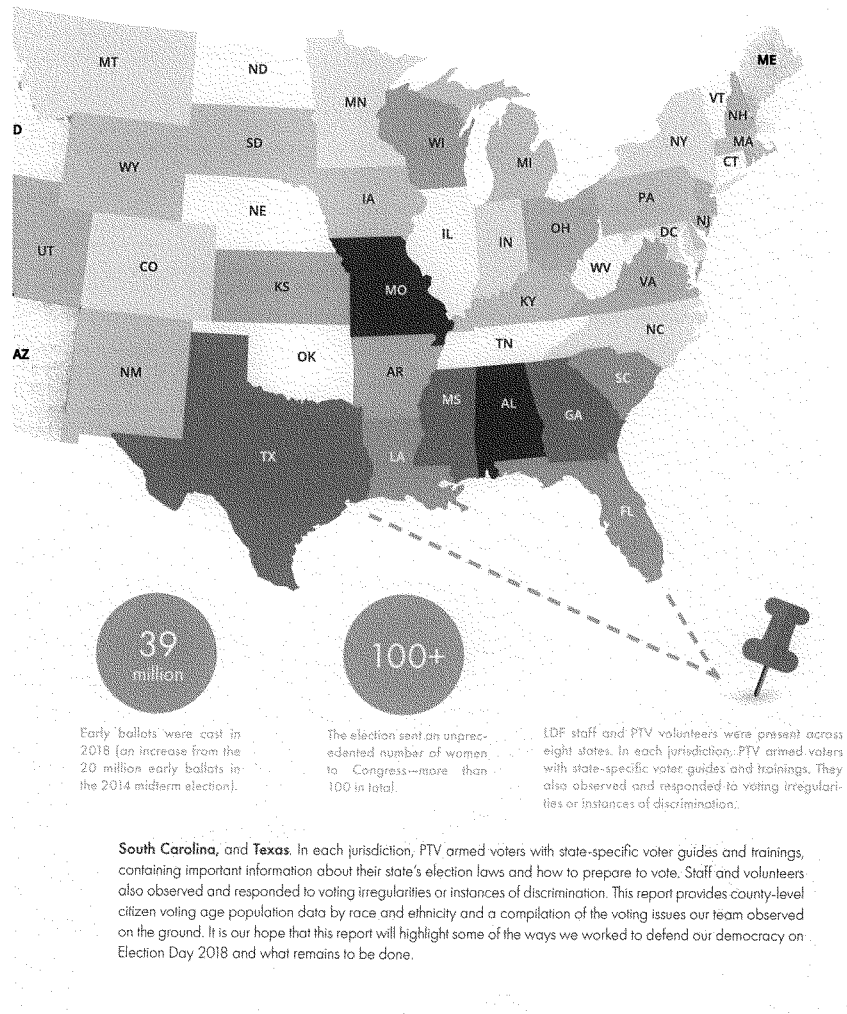 MT
ND
MN
ME
VT
NH
D
SD
WI
MI
NY
MA
CT
WY
IA
PA
NE
NJ
UT
CO
IL
IN
OH
DC
WV
VA
KS
MO
KY
NC
AZ
OK
TN
NM
AR
SC
MS
AL
GA
TX
LA
FL
39
million
100+
Early ballots were cast in
2018 (an increase from the
20 million early ballots in
the 2014 midterm election).
The election sent an unprec-
edented number of women
to Congress—more than
100 in total.
LDF staff and PTV volunteers were present across
eight states. In each jurisdiction, PTV armed voters
with state-specific voter guides and trainings. They
also observed and responded to voting irregulari-
ties or instances of discrimination.
South Carolina, and Texas. In each jurisdiction, PTV armed voters with state-specific voter guides and trainings,
containing important information about their state's election laws and how to prepare to vote. Staff and volunteers
also observed and responded to voting irregularities or instances of discrimination. This report provides county-level
citizen voting age population data by race and ethnicity and a compilation of the voting issues our team observed
on the ground. It is our hope that this report will highlight some of the ways we worked to defend our democracy on
Election Day 2018 and what remains to be done.